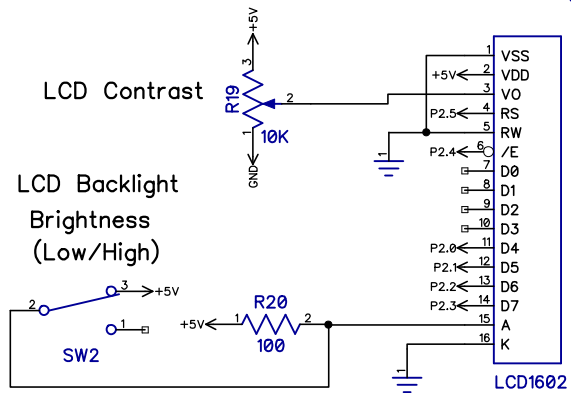 +5V
3
LCD Contrast
R19
2
1
10K
GND
1 VSS
+5V 2 VDD
3 VO
P2.5 4 RS
5 RW
1
P2.4 6 /E
7 D0
8 D1
9 D2
10 D3
P2.0 11 D4
P2.1 12 D5
P2.2 13 D6
P2.3 14 D7
15 A
16 K
1
LCD1602
LCD Backlight
Brightness
(Low/High)
3 +5V
2
1
SW2
R20
+5V 1 2
100